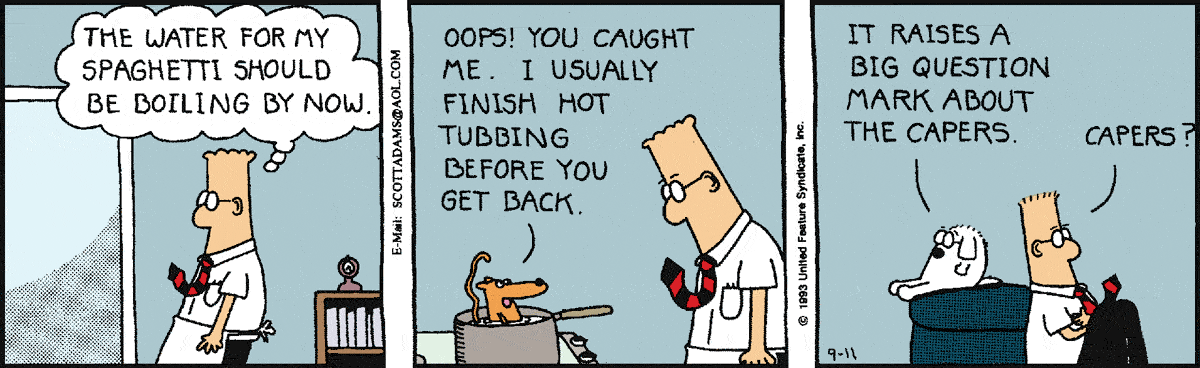 THE WATER FOR MY
SPAGHETTI SHOULD
BE BOILING BY NOW.
E-Mail: SCOTTADAMS@AOL.COM
OOPS! YOU CAUGHT
ME. I USUALLY
FINISH HOT
TUBBING
BEFORE YOU
GET BACK.
© 1993 United Feature Syndicate, Inc.
IT RAISES A
BIG QUESTION
MARK ABOUT
THE CAPERS.
CAPERS?
9-11